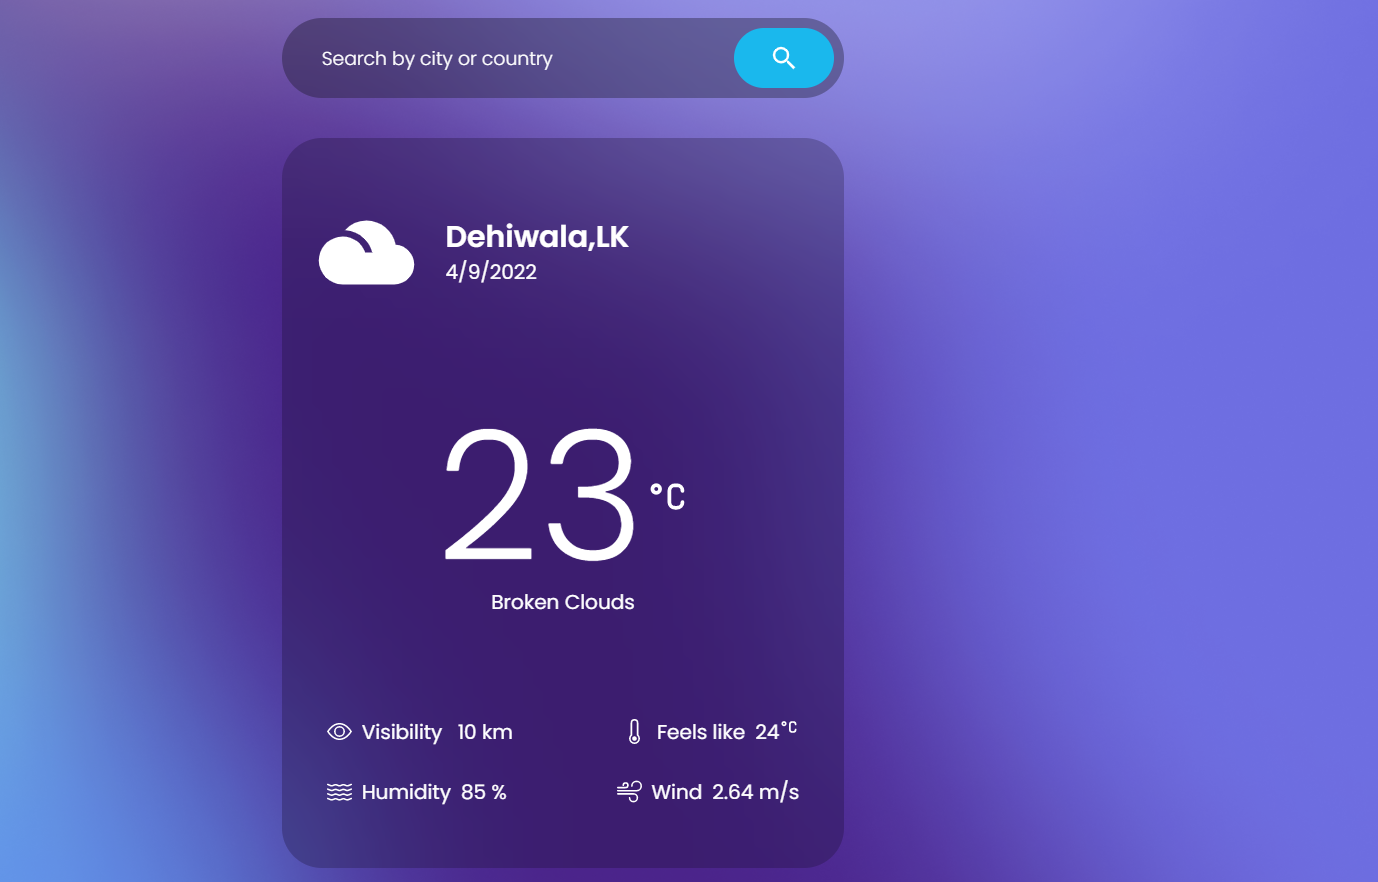 Search by city or country
Dehiwala,LK
4/9/2022
23 °C
Broken Clouds
Visibility 10 km
Feels like 24°C
Humidity 85 %
Wind 2.64 m/s